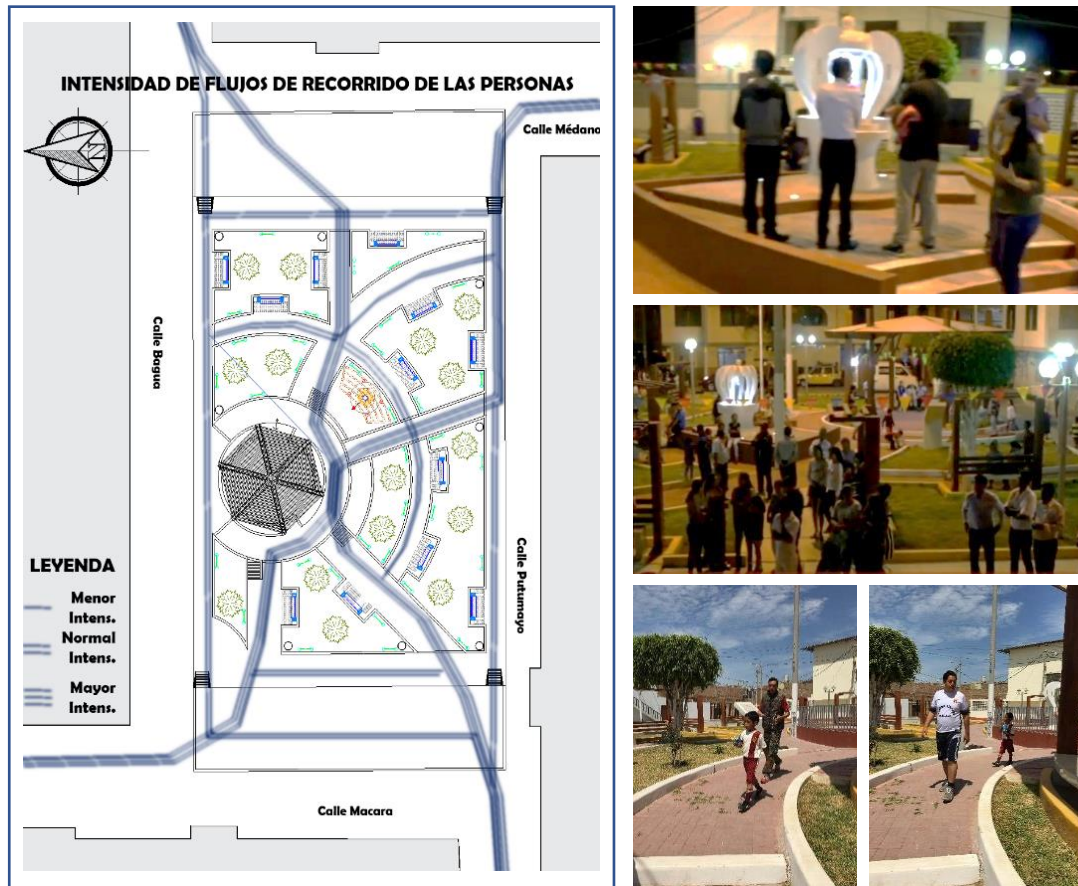 INTENSIDAD DE FLUJOS DE RECORRIDO DE LAS PERSONAS
N
Calle Médano
Calle Bagua
Calle Putumayo
LEYENDA
Menor
Intens.
Normal
Intens.
Mayor
Intens.
Calle Macara